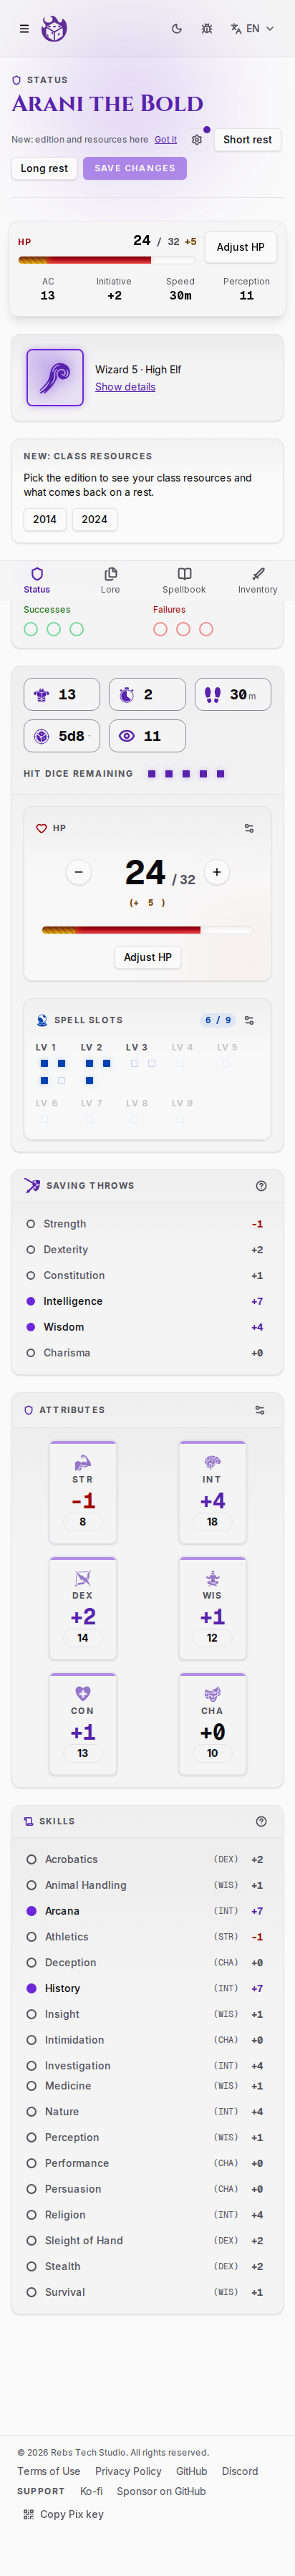 EN
STATUS
Arani the Bold
New: edition and resources here Got it Short rest
Long rest SAVE CHANGES
HP 24 / 32 +5 Adjust HP
AC Initiative Speed Perception
13 +2 30m 11
Wizard 5 · High Elf
Show details
NEW: CLASS RESOURCES
Pick the edition to see your class resources and
what comes back on a rest.
2014 2024
Status Lore Spellbook Inventory
Successes Failures
13 2 30 m
5d8 11
HIT DICE REMAINING
HP
− 24 / 32 +
(+ 5 )
Adjust HP
SPELL SLOTS 6 / 9
LV 1 LV 2 LV 3 LV 4 LV 5
LV 6 LV 7 LV 8 LV 9
SAVING THROWS
Strength -1
Dexterity +2
Constitution +1
Intelligence +7
Wisdom +4
Charisma +0
ATTRIBUTES
STR INT
-1 +4
8 18
DEX WIS
+2 +1
14 12
CON CHA
+1 +0
13 10
SKILLS
Acrobatics (DEX) +2
Animal Handling (WIS) +1
Arcana (INT) +7
Athletics (STR) -1
Deception (CHA) +0
History (INT) +7
Insight (WIS) +1
Intimidation (CHA) +0
Investigation (INT) +4
Medicine (WIS) +1
Nature (INT) +4
Perception (WIS) +1
Performance (CHA) +0
Persuasion (CHA) +0
Religion (INT) +4
Sleight of Hand (DEX) +2
Stealth (DEX) +2
Survival (WIS) +1
© 2026 Rebs Tech Studio. All rights reserved.
Terms of Use Privacy Policy GitHub Discord
SUPPORT Ko-fi Sponsor on GitHub
Copy Pix key